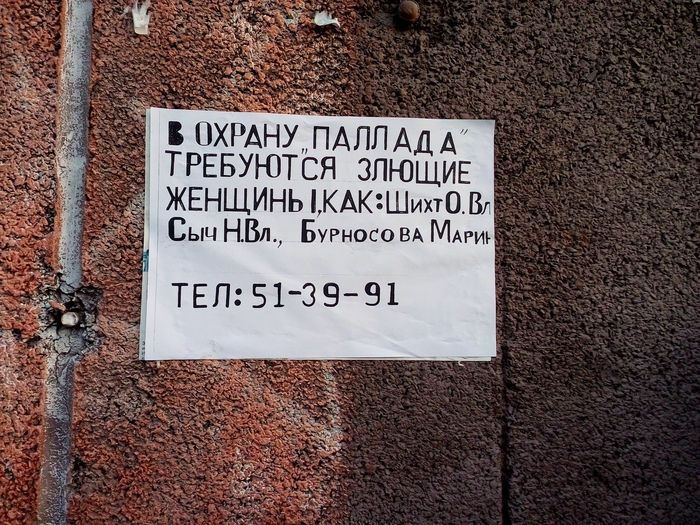 В ОХРАНУ „ПАЛЛАДА"
ТРЕБУЮТСЯ ЗЛЮЩИЕ
ЖЕНЩИНЫ, КАК: Шихт О. Вл
Сыч Н.Вл., Бурносова Марин
ТЕЛ: 51-39-91